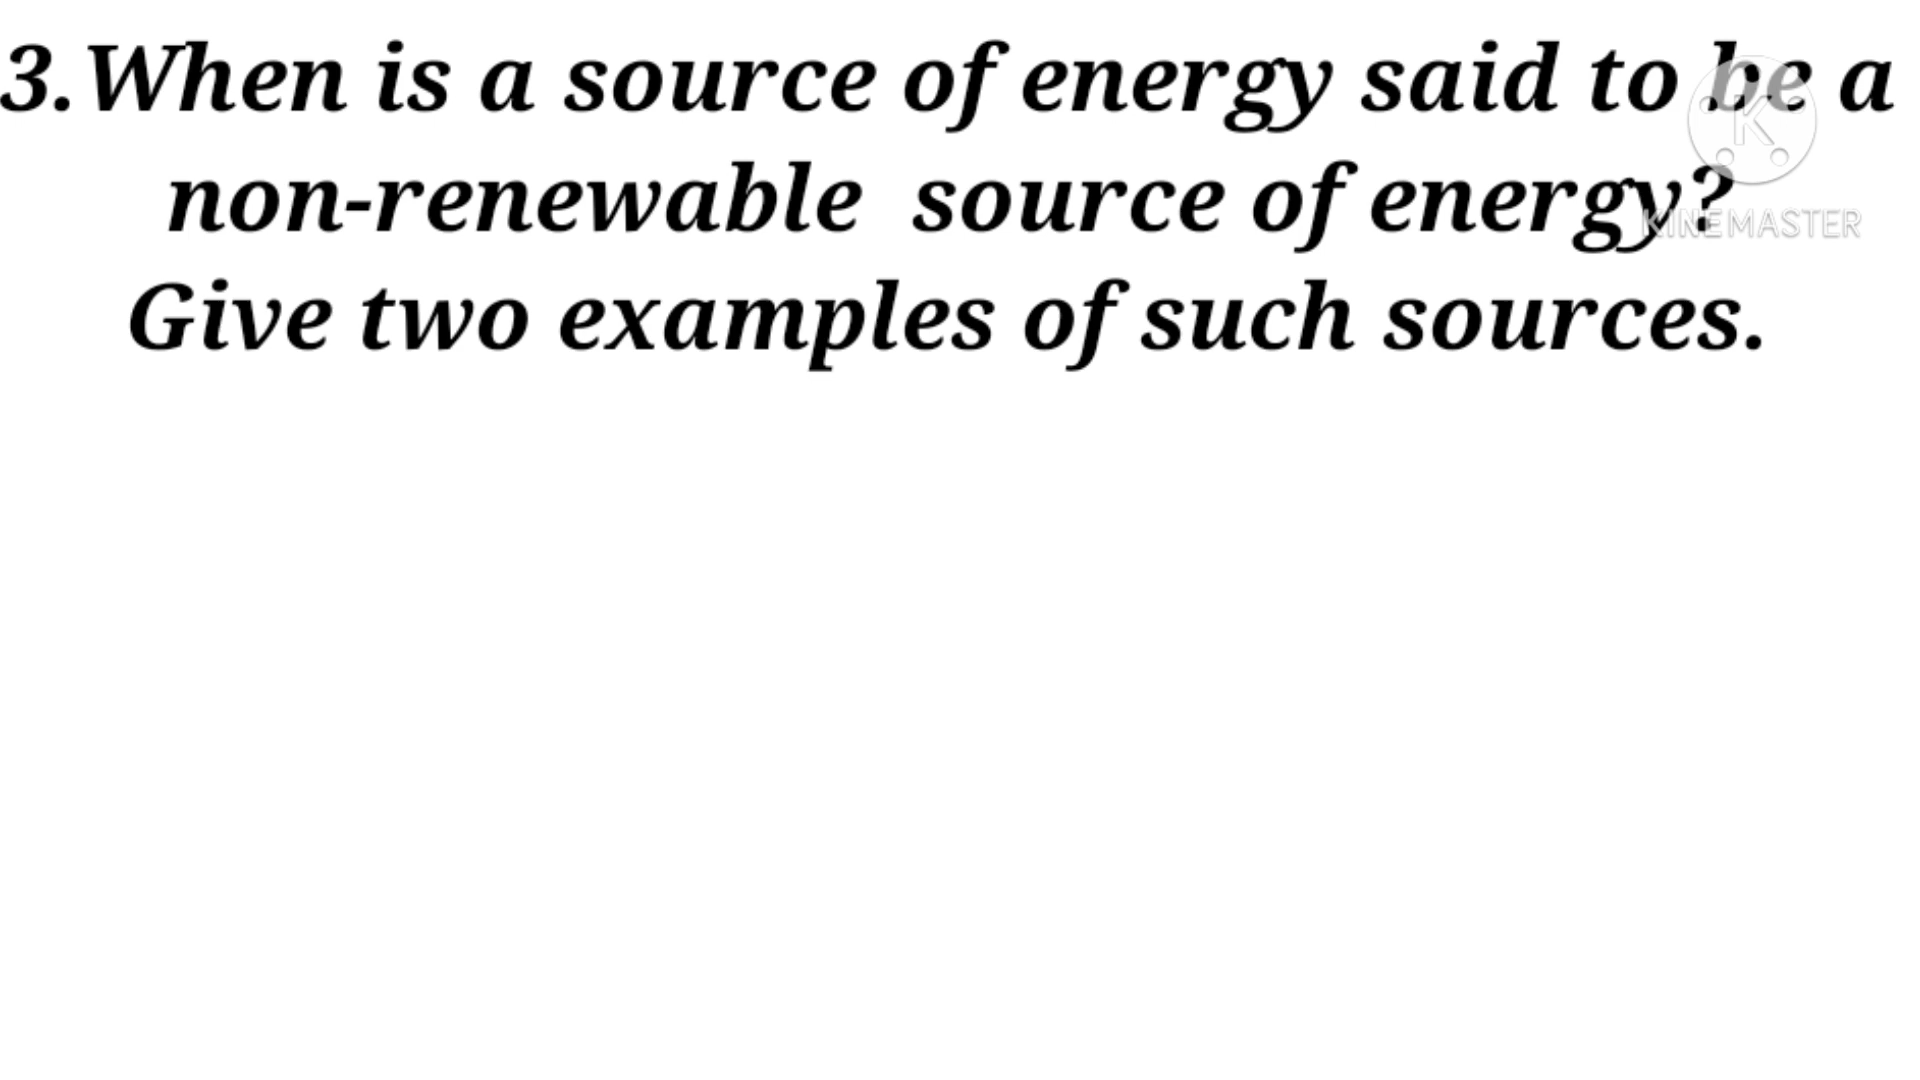 3.When is a source of energy said to be a
non-renewable  source of energy?
KINEMASTER
Give two examples of such sources.